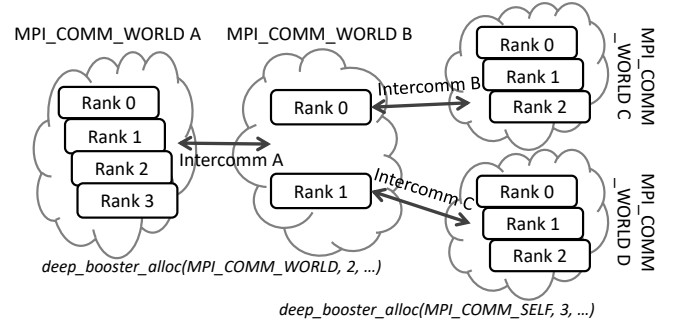 MPI_COMM_WORLD A
Rank 0
Rank 1
Rank 2
Rank 3
Intercomm A
MPI_COMM_WORLD B
Rank 0
Rank 1
Intercomm B
Intercomm C
Rank 0
Rank 1
Rank 2
MPI_COMM
_WORLD C
Rank 0
Rank 1
Rank 2
MPI_COMM
_WORLD D
deep_booster_alloc(MPI_COMM_WORLD, 2, …)
deep_booster_alloc(MPI_COMM_SELF, 3, …)